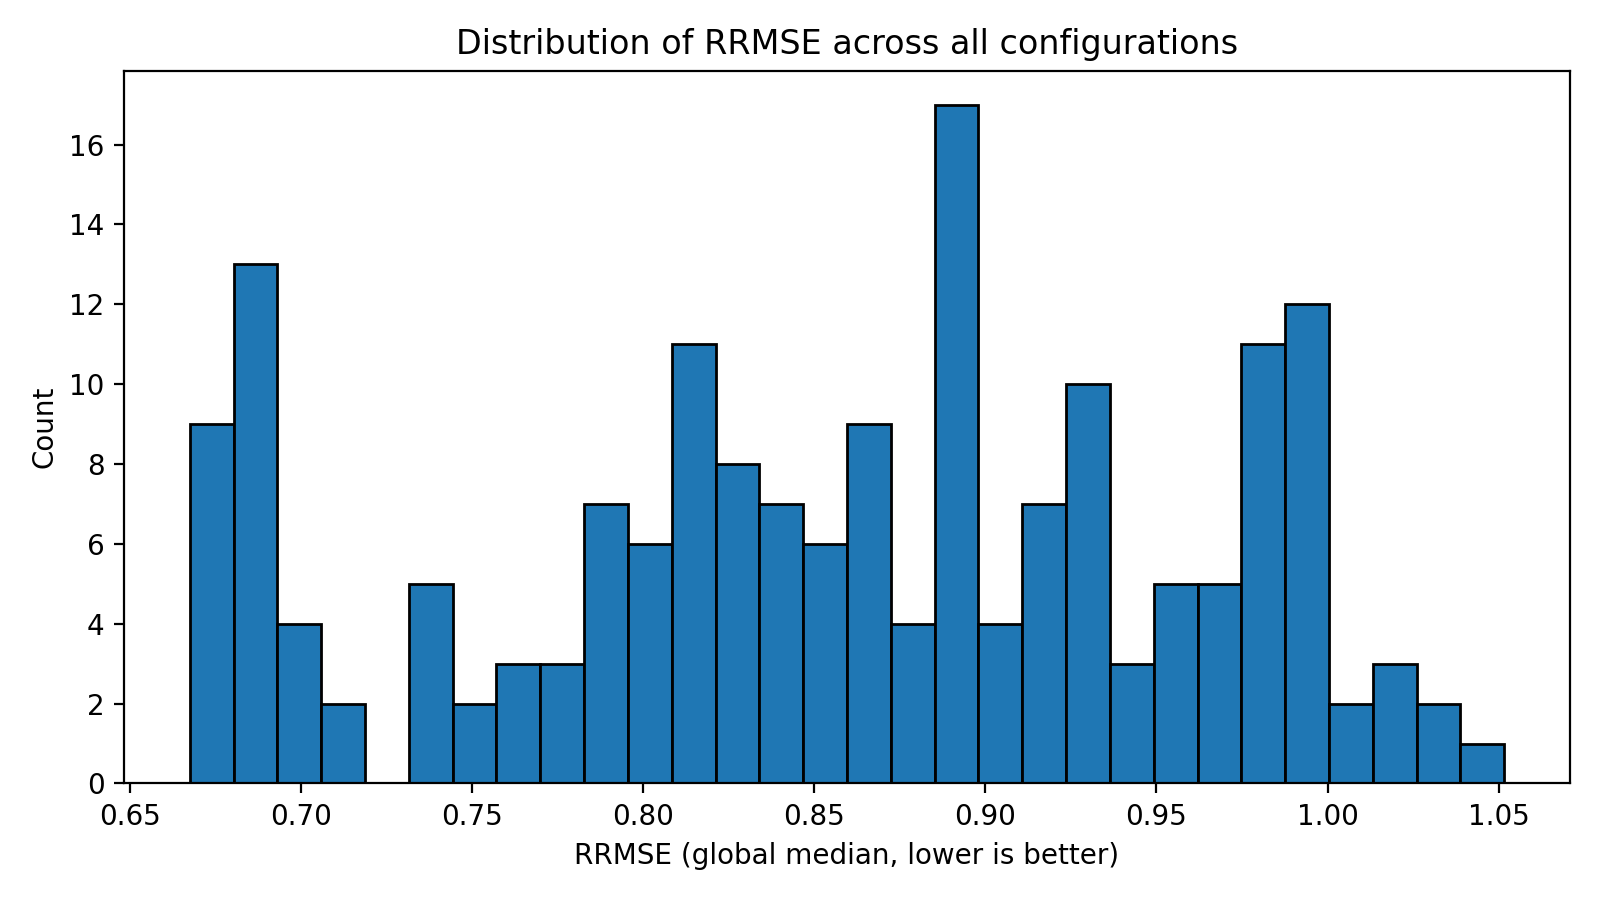 Distribution of RRMSE across all configurations
Count
16
14
12
10
8
6
4
2
0
0.65 0.70 0.75 0.80 0.85 0.90 0.95 1.00 1.05
RRMSE (global median, lower is better)